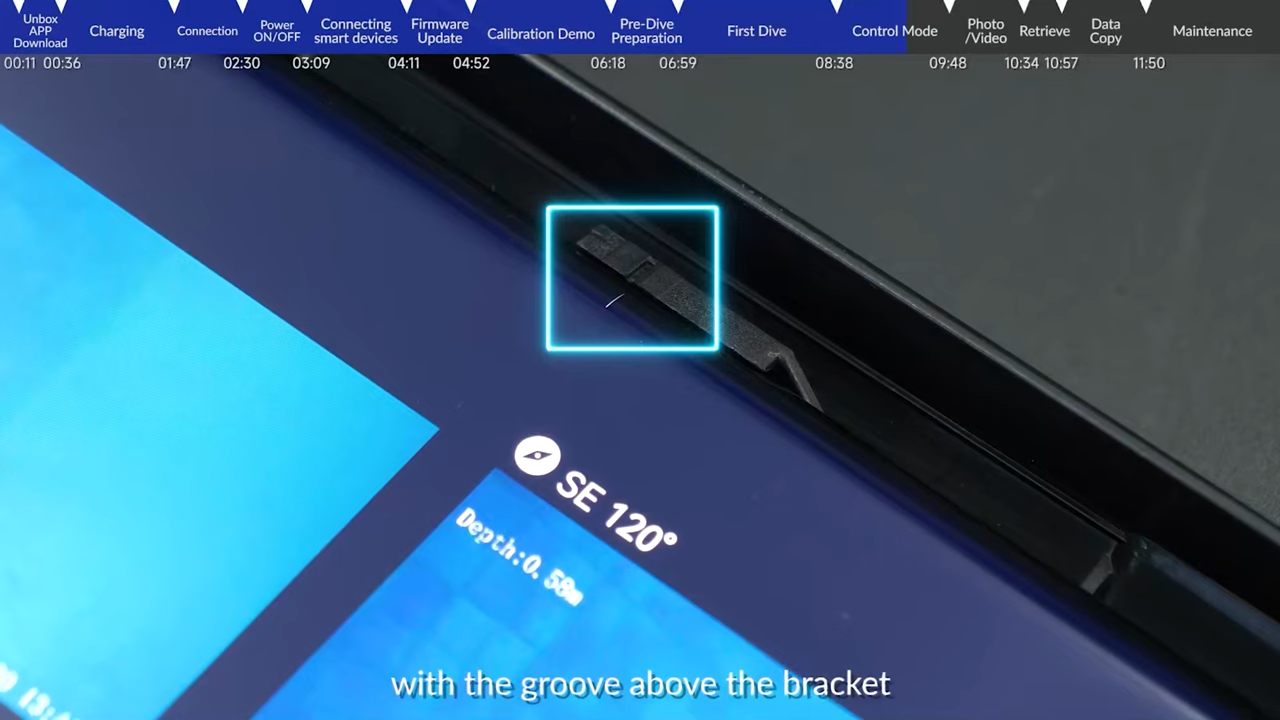 Unbox
APP
Download
Charging
Connection
Power
ON/OFF
Connecting
smart devices
Firmware
Update
Calibration Demo
Pre-Dive
Preparation
First Dive
Control Mode
Photo
/Video
Retrieve
Data
Copy
Maintenance
00:11 00:36 01:47 02:30 03:09 04:11 04:52 06:18 06:59 08:38 09:48 10:34 10:57 11:50
SE 120°
Depth:0.58m
with the groove above the bracket